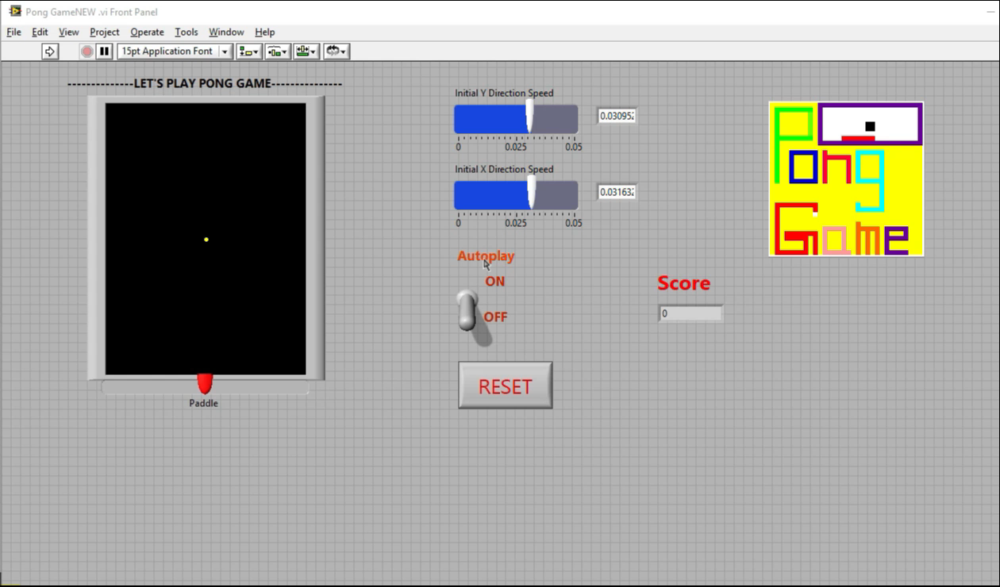 Pong GameNEW .vi Front Panel
File Edit View Project Operate Tools Window Help
15pt Application Font
--------------LET'S PLAY PONG GAME---------------
Initial Y Direction Speed
0.03095
0 0.025 0.05
Initial X Direction Speed
0.03163
0 0.025 0.05
Autoplay
ON
OFF
RESET
Paddle
Score
0
Pong
Game